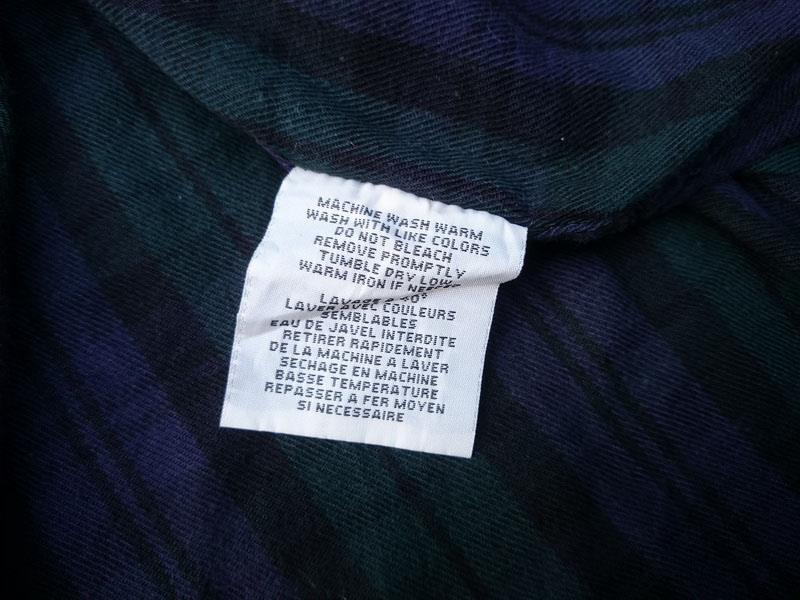 MACHINE WASH WARM
WASH WITH LIKE COLORS
DO NOT BLEACH
REMOVE PROMPTLY
TUMBLE DRY LOW
WARM IRON IF
LAVAGE A 40°
LAVER AVEC COULEURS
SEMBLABLES
EAU DE JAVEL INTERDITE
RETIRER RAPIDEMENT
DE LA MACHINE A LAVER
SECHAGE EN MACHINE
BASSE TEMPERATURE
REPASSER A FER MOYEN
SI NECESSAIRE